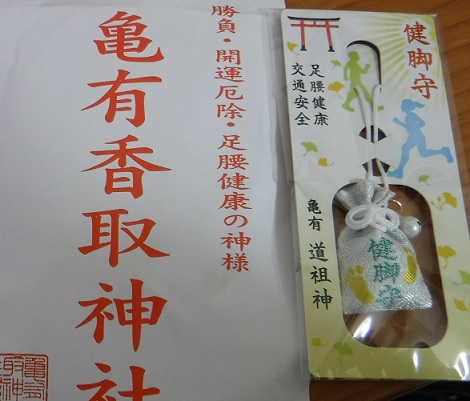 勝負・開運厄除・足腰健康の神様
亀有香取神社
健脚守
足腰健康
交通安全
亀有 道祖神
健脚守